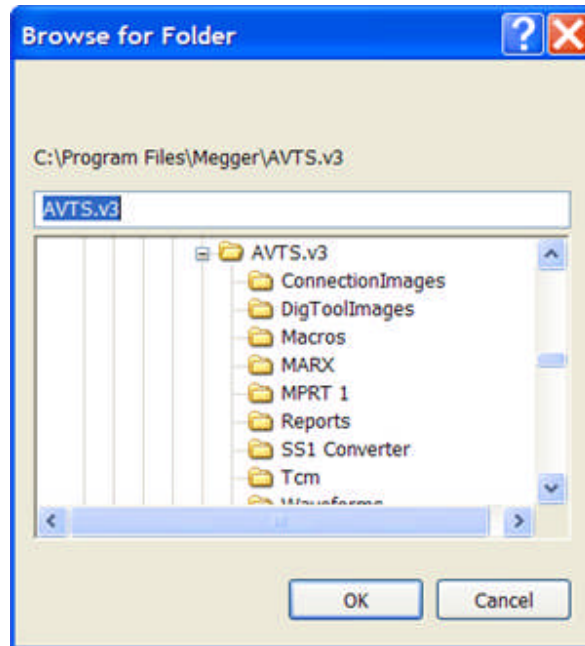 Browse for Folder
C:\Program Files\Megger\AVTS.v3
AVTS.v3
AVTS.v3
ConnectionImages
DigToolImages
Macros
MARX
MPRT 1
Reports
SS1 Converter
Tcm
Waveforms
OK Cancel